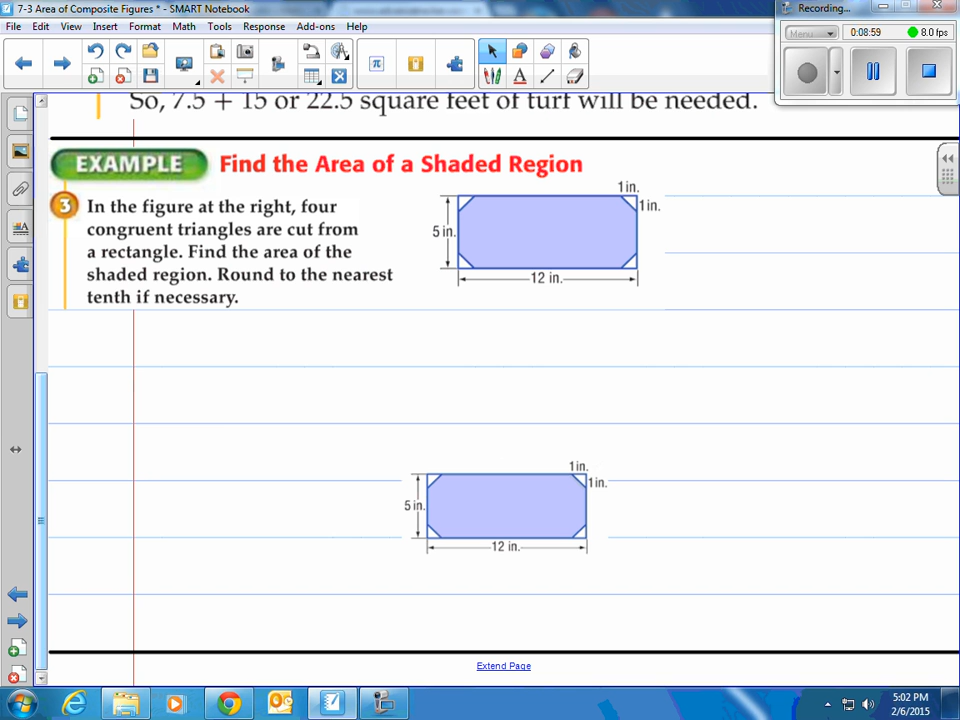 7-3 Area of Composite Figures * - SMART Notebook
Recording...
File Edit View Insert Format Math Tools Response Add-ons Help
Menu
0:08:59
8.0 fps
So, 7.5 + 15 or 22.5 square feet of turf will be needed.
EXAMPLE Find the Area of a Shaded Region
3 In the figure at the right, four
congruent triangles are cut from
a rectangle. Find the area of the
shaded region. Round to the nearest
tenth if necessary.
1 in.
1 in.
5 in.
12 in.
1 in.
1 in.
5 in.
12 in.
Extend Page
5:02 PM
2/6/2015